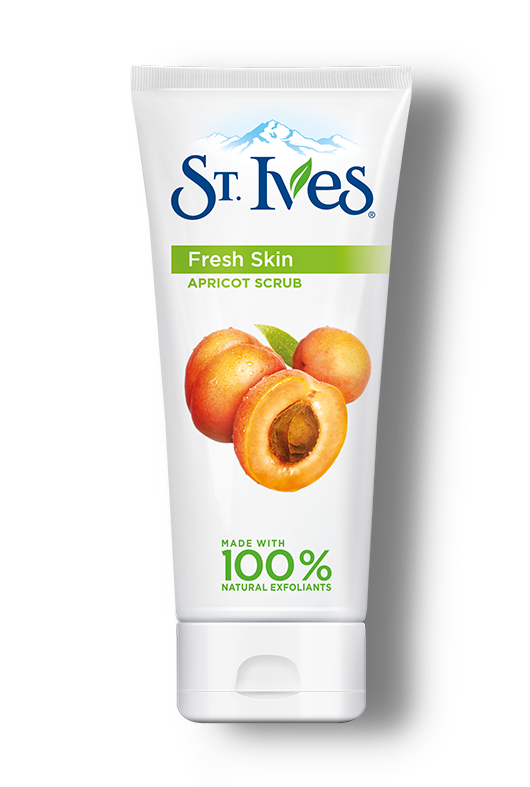 ST. IVES®
Fresh Skin
APRICOT SCRUB
MADE WITH
100%
NATURAL EXFOLIANTS